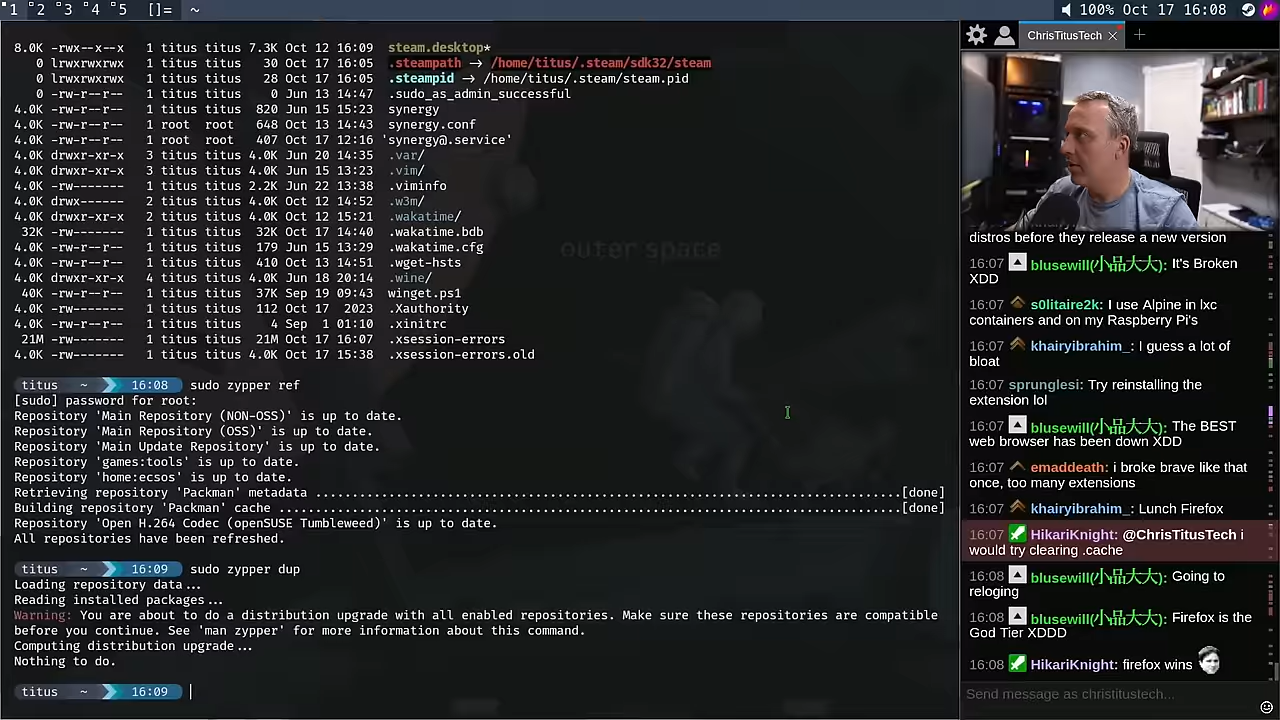 1 2 3 4 5 []= ~
100% Oct 17 16:08
8.0K -rwx--x--x 1 titus titus 7.3K Oct 12 16:09 steam.desktop*
0 lrwxrwxrwx 1 titus titus 30 Oct 17 16:05 .steampath → /home/titus/.steam/sdk32/steam
0 lrwxrwxrwx 1 titus titus 28 Oct 17 16:05 .steampid → /home/titus/.steam/steam.pid
0 -rw-r--r-- 1 titus titus 0 Jun 13 14:47 .sudo_as_admin_successful
4.0K -rw-r--r-- 1 titus titus 820 Jun 15 15:23 synergy
4.0K -rw-r--r-- 1 root root 648 Oct 13 14:43 synergy.conf
4.0K -rw-r--r-- 1 root root 407 Oct 17 12:16 'synergy@.service'
4.0K drwxr-xr-x 3 titus titus 4.0K Jun 20 14:35 .var/
4.0K drwxr-xr-x 3 titus titus 4.0K Jun 15 13:23 .vim/
4.0K -rw------- 1 titus titus 2.2K Jun 22 13:38 .viminfo
4.0K drwx------ 2 titus titus 4.0K Oct 12 14:52 .w3m/
4.0K drwxr-xr-x 2 titus titus 4.0K Oct 12 15:21 .wakatime/
32K -rw------- 1 titus titus 32K Oct 17 14:40 .wakatime.bdb
4.0K -rw-r--r-- 1 titus titus 179 Jun 15 13:29 .wakatime.cfg
4.0K -rw-r--r-- 1 titus titus 410 Oct 13 14:51 .wget-hsts
4.0K drwxr-xr-x 4 titus titus 4.0K Jun 18 20:14 .wine/
40K -rw-r--r-- 1 titus titus 37K Sep 19 09:43 winget.ps1
4.0K -rw------- 1 titus titus 112 Oct 17 2023 .Xauthority
4.0K -rw-r--r-- 1 titus titus 4 Sep 1 01:10 .xinitrc
21M -rw------- 1 titus titus 21M Oct 17 16:07 .xsession-errors
4.0K -rw------- 1 titus titus 4.0K Oct 17 15:38 .xsession-errors.old
outer space
titus ~ 16:08 sudo zypper ref
[sudo] password for root:
Repository 'Main Repository (NON-OSS)' is up to date.
Repository 'Main Repository (OSS)' is up to date.
Repository 'Main Update Repository' is up to date.
Repository 'games:tools' is up to date.
Repository 'home:ecsos' is up to date.
Retrieving repository 'Packman' metadata ................................................................................................[done]
Building repository 'Packman' cache .....................................................................................................[done]
Repository 'Open H.264 Codec (openSUSE Tumbleweed)' is up to date.
All repositories have been refreshed.
titus ~ 16:09 sudo zypper dup
Loading repository data...
Reading installed packages...
Warning: You are about to do a distribution upgrade with all enabled repositories. Make sure these repositories are compatible
before you continue. See 'man zypper' for more information about this command.
Computing distribution upgrade...
Nothing to do.
titus ~ 16:09
ChrisTitusTech
distros before they release a new version
16:07 blusewill(小品大大): It's Broken
XDD
16:07 s0litaire2k: I use Alpine in lxc
containers and on my Raspberry Pi's
16:07 khairyibrahim_: I guess a lot of
bloat
16:07 sprunglesi: Try reinstalling the
extension lol
16:07 blusewill(小品大大): The BEST
web browser has been down XDD
16:07 emaddeath: i broke brave like that
once, too many extensions
16:07 khairyibrahim_: Lunch Firefox
16:07 HikariKnight: @ChrisTitusTech i
would try clearing .cache
16:08 blusewill(小品大大): Going to
reloging
16:08 blusewill(小品大大): Firefox is the
God Tier XDDD
16:08 HikariKnight: firefox wins
Send message as christitustech...